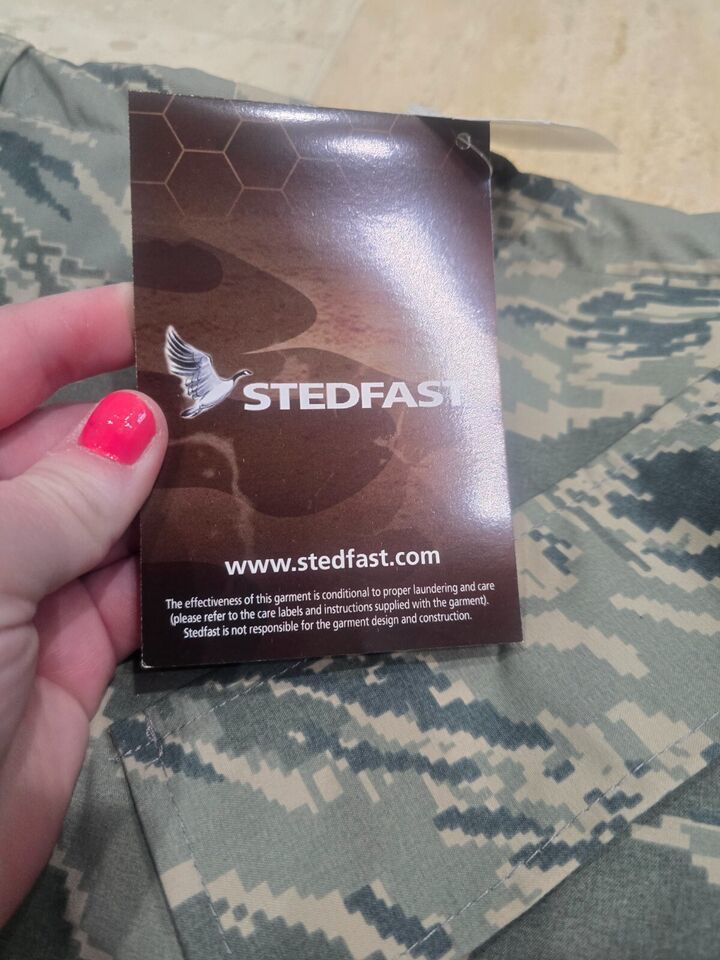 STEDFAST
www.stedfast.com
The effectiveness of this garment is conditional to proper laundering and care
(please refer to the care labels and instructions supplied with the garment).
Stedfast is not responsible for the garment design and construction.